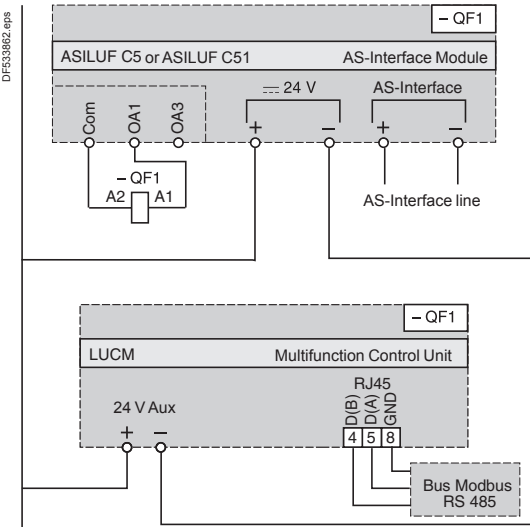 DF533862.eps
– QF1
ASILUF C5 or ASILUF C51 AS-Interface Module
Com OA1 OA3
24 V AS-Interface
+ – + –
– QF1
A2 A1
AS-Interface line
– QF1
LUCM Multifunction Control Unit
RJ45
24 V Aux
+ –
D(B) D(A) GND
4 5 8
Bus Modbus
RS 485